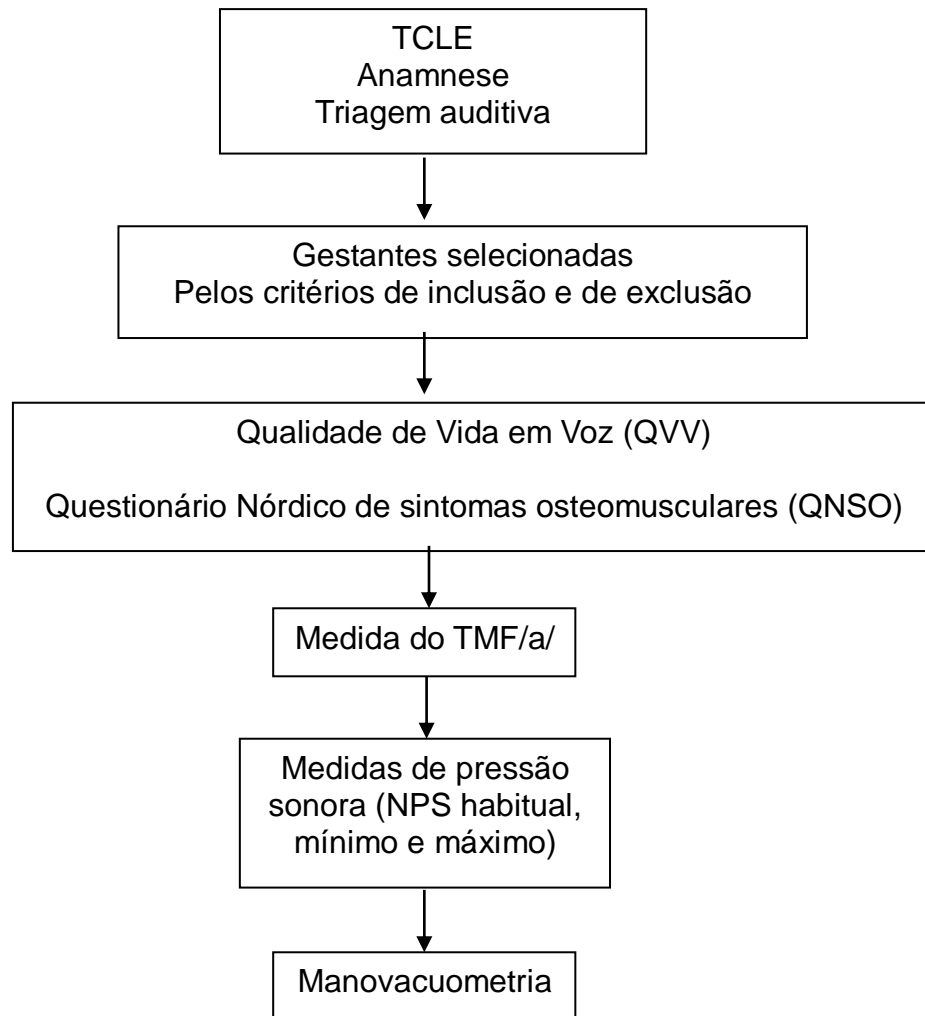 TCLE
Anamnese
Triagem auditiva
Gestantes selecionadas
Pelos critérios de inclusão e de exclusão
Qualidade de Vida em Voz (QVV)
Questionário Nórdico de sintomas osteomusculares (QNSO)
Medida do TMF/a/
Medidas de pressão
sonora (NPS habitual,
mínimo e máximo)
Manovacuometria